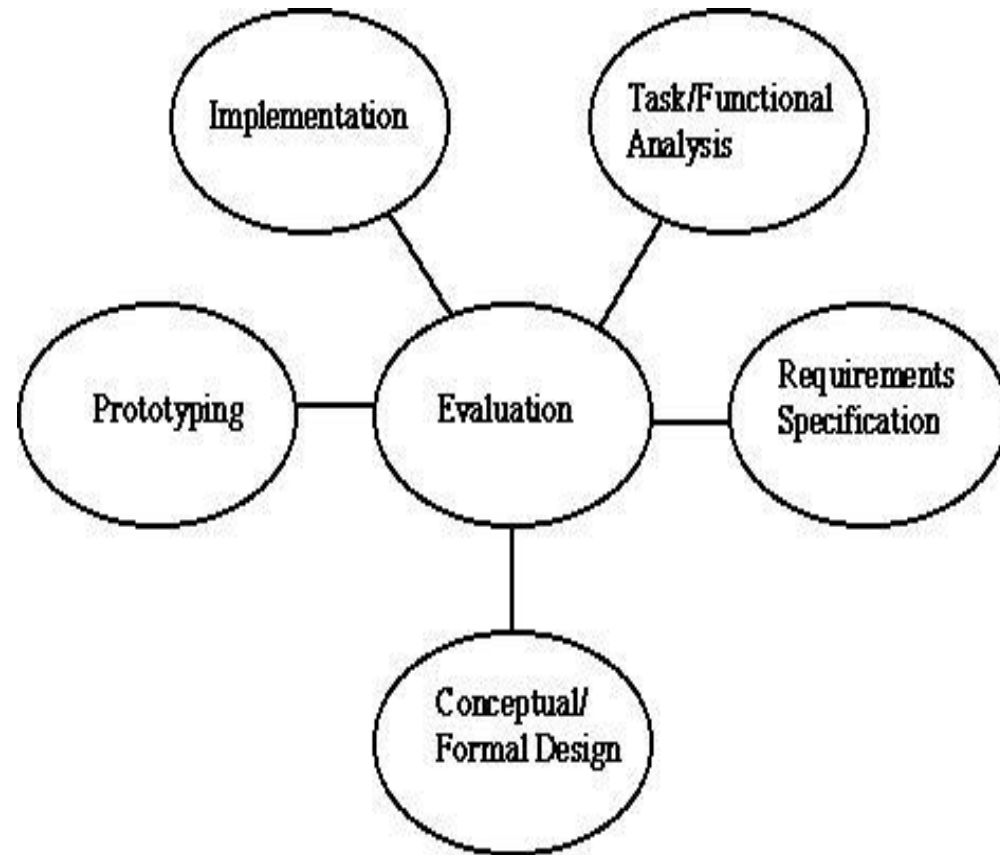 Implementation
Task/Functional
Analysis
Prototyping
Evaluation
Requirements
Specification
Conceptual/
Formal Design